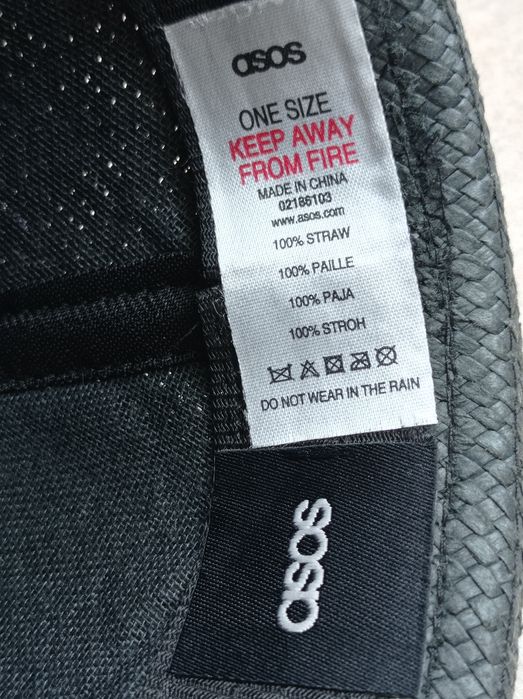 asos
ONE SIZE
KEEP AWAY
FROM FIRE
MADE IN CHINA
02186103
www.asos.com
100% STRAW
100% PAILLE
100% PAJA
100% STROH
DO NOT WEAR IN THE RAIN
asos